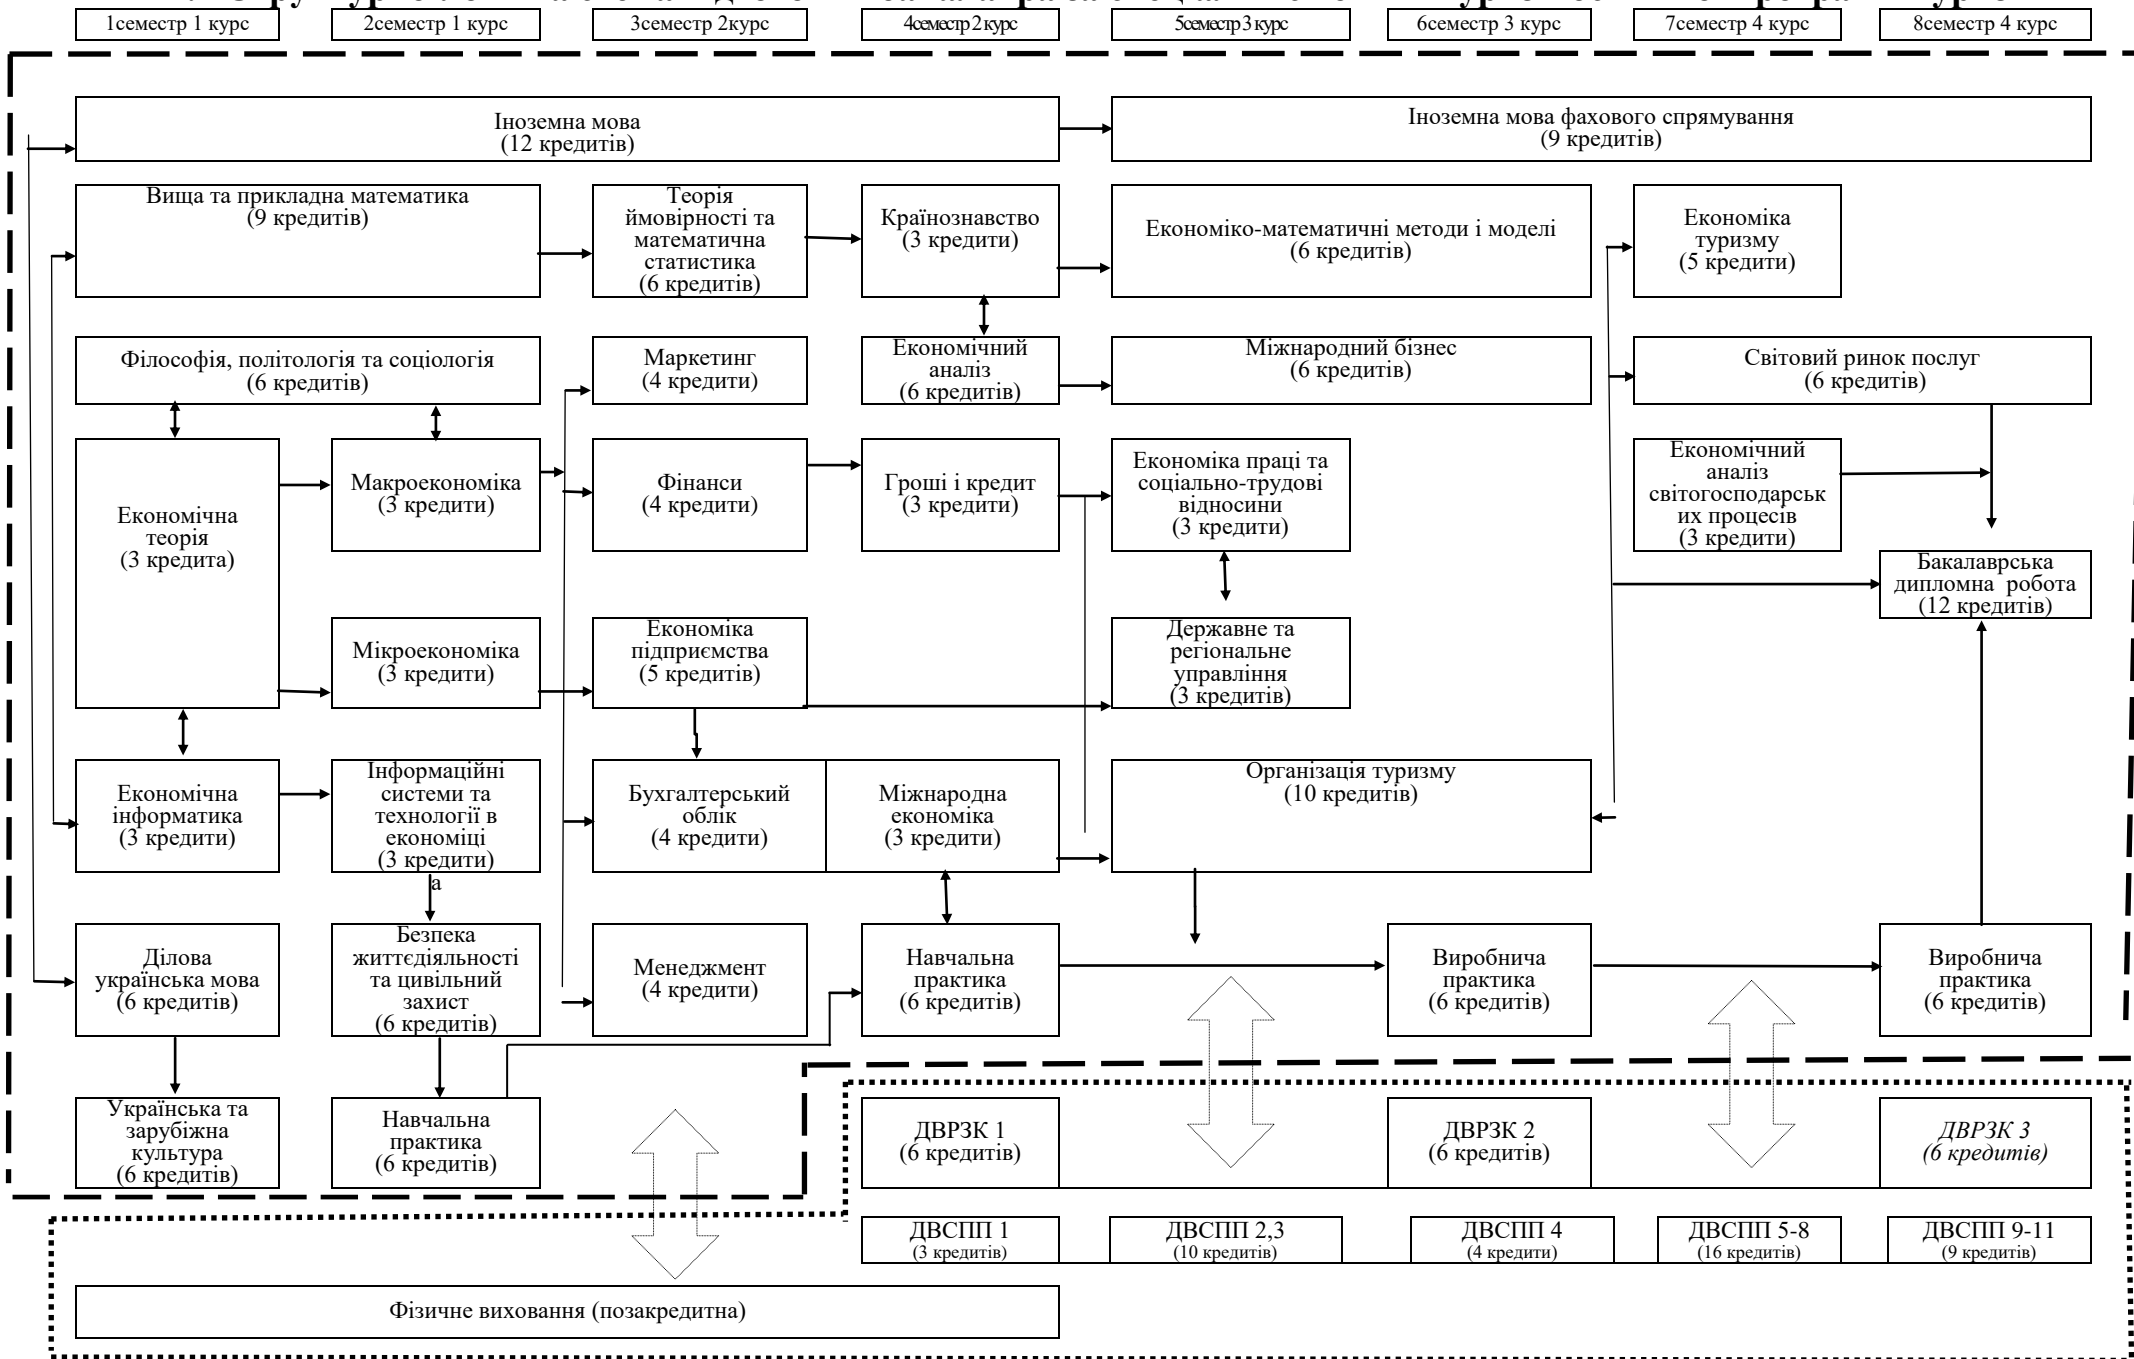 1семестр 1 курс
2семестр 1 курс
3семестр 2курс
4семестр 2 курс
5семестр 3 курс
6семестр 3 курс
7семестр 4 курс
8семестр 4 курс
Іноземна мова
(12 кредитів)
Іноземна мова фахового спрямування
(9 кредитів)
Вища та прикладна математика
(9 кредитів)
Теорія
ймовірності та
математична
статистика
(6 кредитів)
Країнознавство
(3 кредити)
Економіко-математичні методи і моделі
(6 кредитів)
Економіка
туризму
(5 кредити)
Філософія, політологія та соціологія
(6 кредитів)
Маркетинг
(4 кредити)
Економічний
аналіз
(6 кредитів)
Міжнародний бізнес
(6 кредитів)
Світовий ринок послуг
(6 кредитів)
Економічна
теорія
(3 кредита)
Макроекономіка
(3 кредити)
Фінанси
(4 кредити)
Гроші і кредит
(3 кредити)
Економіка праці та
соціально-трудові
відносини
(3 кредити)
Економічний
аналіз
світогосподарськ
их процесів
(3 кредити)
Бакалаврська
дипломна робота
(12 кредитів)
Мікроекономіка
(3 кредити)
Економіка
підприємства
(5 кредитів)
Державне та
регіональне
управління
(3 кредитів)
Економічна
інформатика
(3 кредити)
Інформаційні
системи та
технології в
економіці
(3 кредити)
а
Бухгалтерський
облік
(4 кредити)
Міжнародна
економіка
(3 кредити)
Організація туризму
(10 кредитів)
Ділова
українська мова
(6 кредитів)
Безпека
життєдіяльності
та цивільний
захист
(6 кредитів)
Менеджмент
(4 кредити)
Навчальна
практика
(6 кредитів)
Виробнича
практика
(6 кредитів)
Виробнича
практика
(6 кредитів)
Українська та
зарубіжна
культура
(6 кредитів)
Навчальна
практика
(6 кредитів)
ДВРЗК 1
(6 кредитів)
ДВРЗК 2
(6 кредитів)
ДВРЗК 3
(6 кредитів)
ДВСПП 1
(3 кредитів)
ДВСПП 2,3
(10 кредитів)
ДВСПП 4
(4 кредити)
ДВСПП 5-8
(16 кредитів)
ДВСПП 9-11
(9 кредитів)
Фізичне виховання (позакредитна)